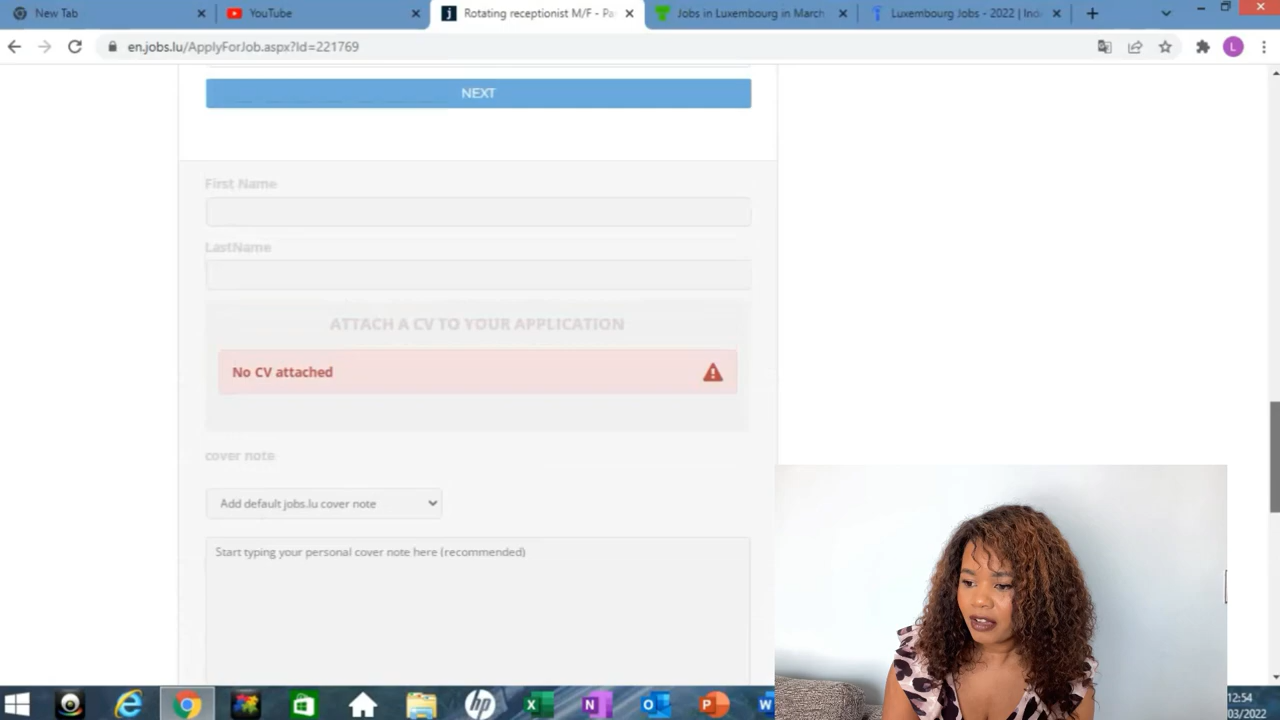 New Tab
YouTube
Rotating receptionist M/F - Pa
Jobs in Luxembourg in March
Luxembourg Jobs - 2022 | Ind
en.jobs.lu/ApplyForJob.aspx?Id=221769
L
NEXT
First Name
LastName
ATTACH A CV TO YOUR APPLICATION
No CV attached
cover note
Add default jobs.lu cover note
Start typing your personal cover note here (recommended)
12:54
03/2022